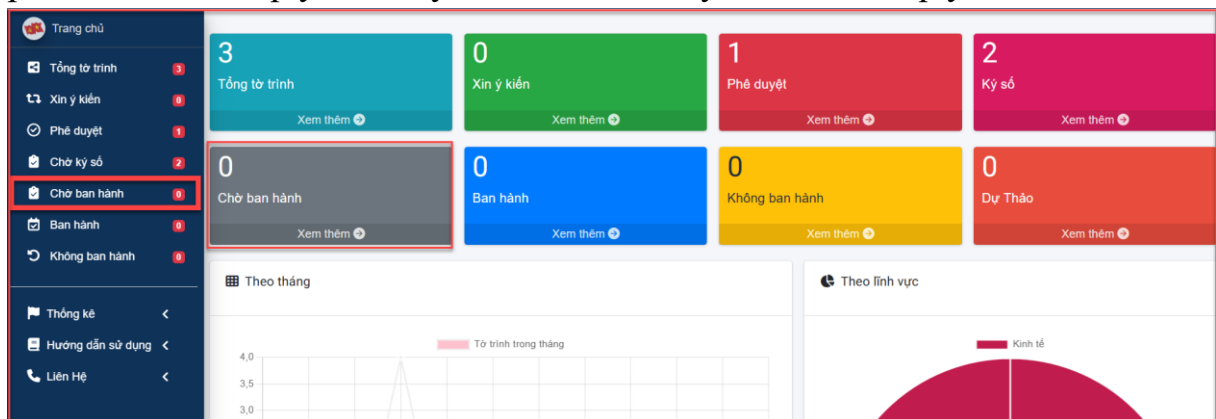 Trang chủ
Tổng tờ trình 3
Xin ý kiến 0
Phê duyệt 1
Chờ ký số 2
Chờ ban hành 0
Ban hành 0
Không ban hành 0
Thống kê
Hướng dẫn sử dụng
Liên Hệ
3
Tổng tờ trình
Xem thêm
0
Xin ý kiến
Xem thêm
1
Phê duyệt
Xem thêm
2
Ký số
Xem thêm
0
Chờ ban hành
Xem thêm
0
Ban hành
Xem thêm
0
Không ban hành
Xem thêm
0
Dự Thảo
Xem thêm
Theo tháng
Tờ trình trong tháng
4,0
3,5
3,0
Theo lĩnh vực
Kinh tế